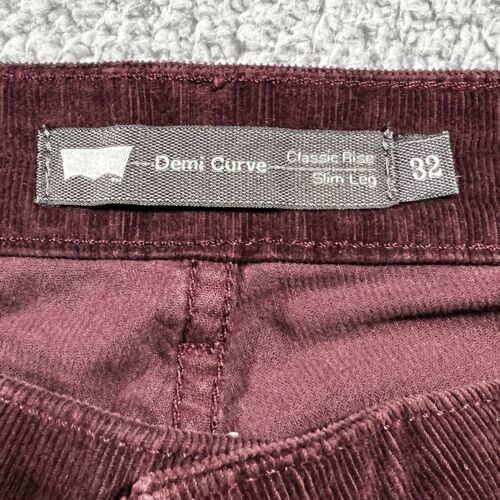 Demi Curve
Classic Rise
Slim Leg
32